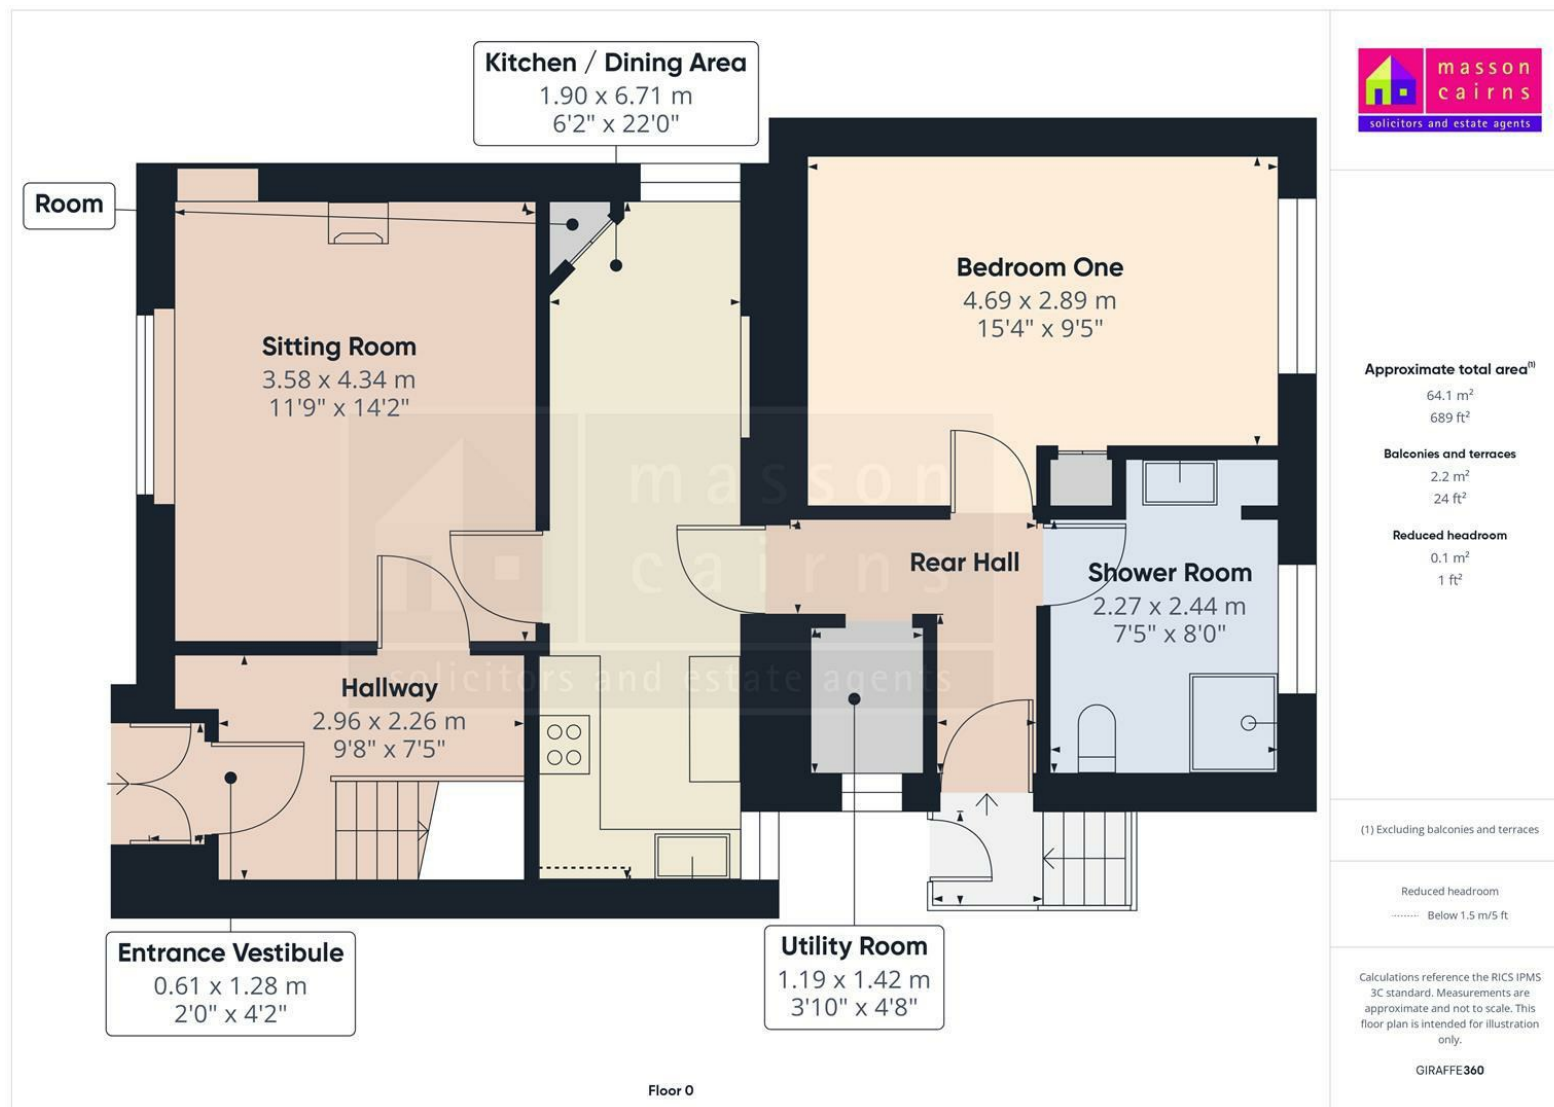 Kitchen / Dining Area
1.90 x 6.71 m
6'2" x 22'0"
Room
Sitting Room
3.58 x 4.34 m
11'9" x 14'2"
Bedroom One
4.69 x 2.89 m
15'4" x 9'5"
Rear Hall
Shower Room
2.27 x 2.44 m
7'5" x 8'0"
Hallway
2.96 x 2.26 m
9'8" x 7'5"
Entrance Vestibule
0.61 x 1.28 m
2'0" x 4'2"
Utility Room
1.19 x 1.42 m
3'10" x 4'8"
masson
cairns
solicitors and estate agents
Floor 0
masson
cairns
solicitors and estate agents
Approximate total area⁽¹⁾
64.1 m²
689 ft²
Balconies and terraces
2.2 m²
24 ft²
Reduced headroom
0.1 m²
1 ft²
(1) Excluding balconies and terraces
Reduced headroom
Below 1.5 m/5 ft
Calculations reference the RICS IPMS
3C standard. Measurements are
approximate and not to scale. This
floor plan is intended for illustration
only.
GIRAFFE360